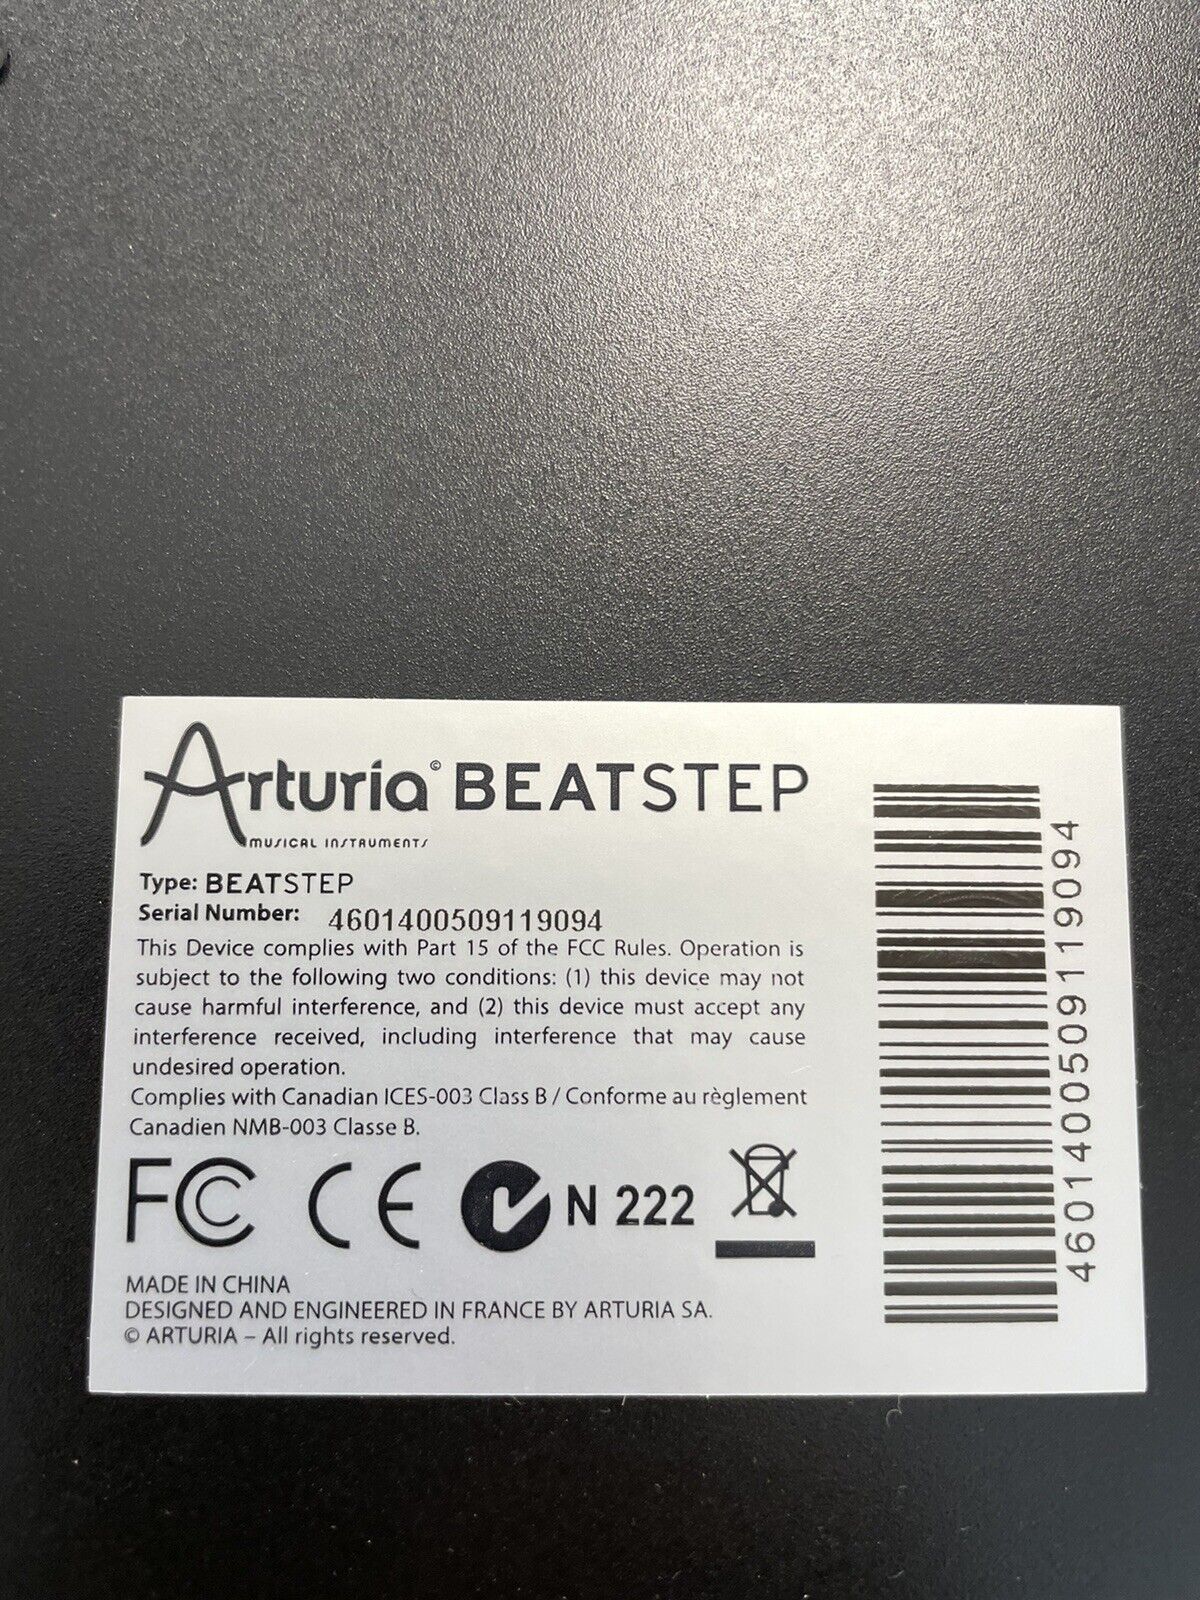 Arturia© BEATSTEP
MUSICAL INSTRUMENTS
Type: BEATSTEP
Serial Number: 4601400509119094
This Device complies with Part 15 of the FCC Rules. Operation is
subject to the following two conditions: (1) this device may not
cause harmful interference, and (2) this device must accept any
interference received, including interference that may cause
undesired operation.
Complies with Canadian ICES-003 Class B / Conforme au règlement
Canadien NMB-003 Classe B.
FC CE N 222
MADE IN CHINA
DESIGNED AND ENGINEERED IN FRANCE BY ARTURIA SA.
© ARTURIA – All rights reserved.
4601400509119094